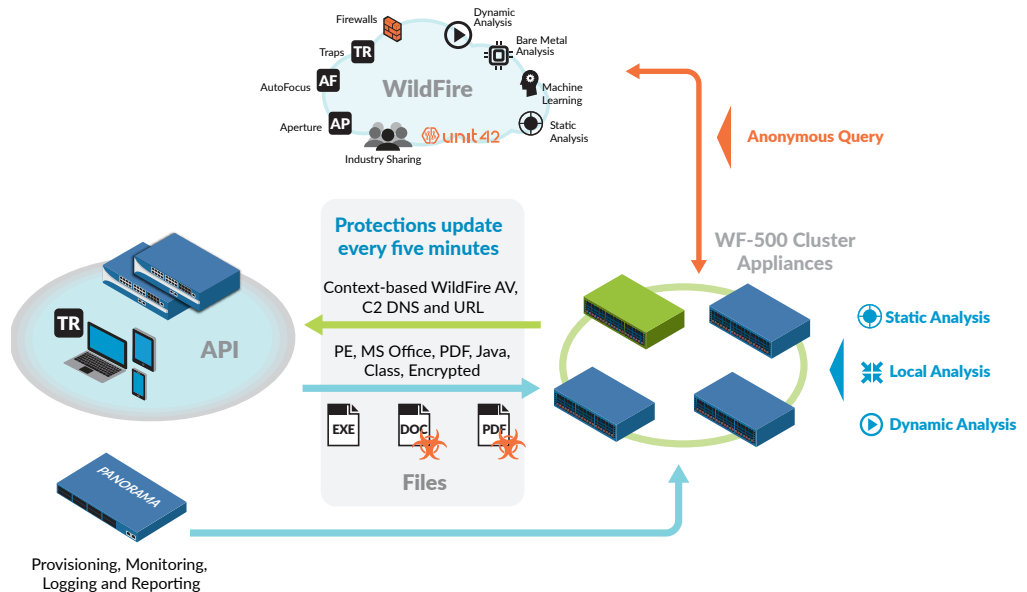 Firewalls
Dynamic
Analysis
Traps
TR
Bare Metal
Analysis
AutoFocus
AF
WildFire
Machine
Learning
Aperture
AP
Static
Analysis
unit42
Industry Sharing
Anonymous Query
Protections update
every five minutes
Context-based WildFire AV,
C2 DNS and URL
PE, MS Office, PDF, Java,
Class, Encrypted
EXE
DOC
PDF
Files
TR
API
WF-500 Cluster
Appliances
Static Analysis
Local Analysis
Dynamic Analysis
PANORAMA
Provisioning, Monitoring,
Logging and Reporting